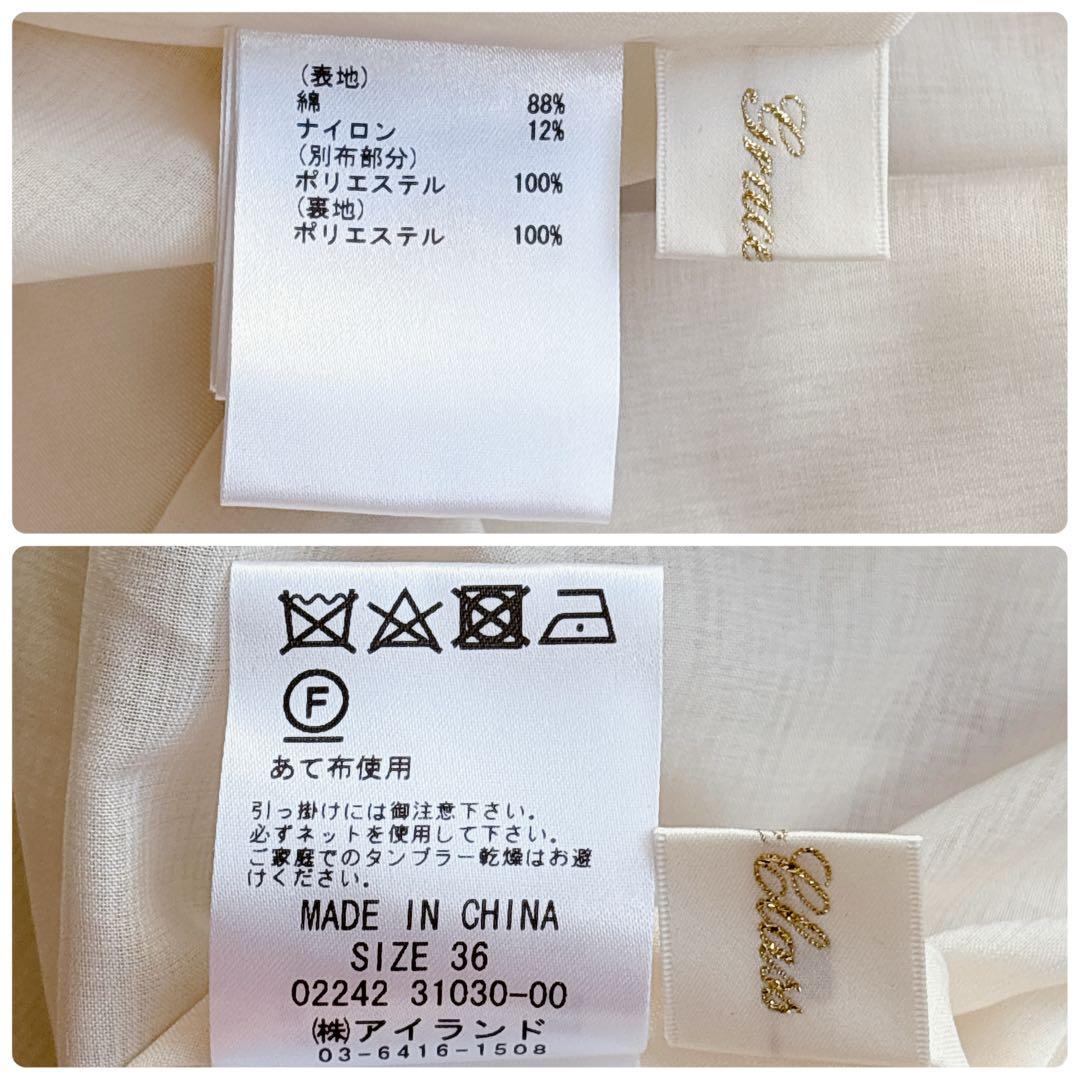 (表地)
綿 88%
ナイロン 12%
(別布部分)
ポリエステル 100%
(裏地)
ポリエステル 100%
Grace
F
あて布使用
引っ掛けには御注意下さい。
必ずネットを使用して下さい。
ご家庭でのタンブラー乾燥はお避
けください。
MADE IN CHINA
SIZE 36
02242 31030-00
㈱アイランド
03-6416-1508
Class